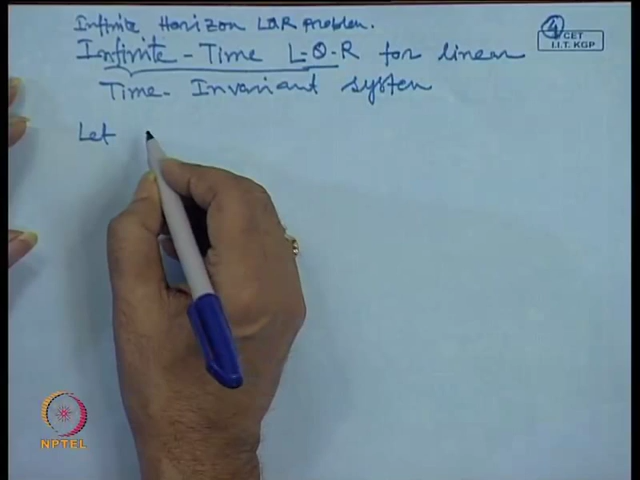 Infinite Horizon LQR problem.
Infinite - Time L-Q-R for linear
Time - Invariant system
Let
4
CET
I.I.T. KGP
NPTEL